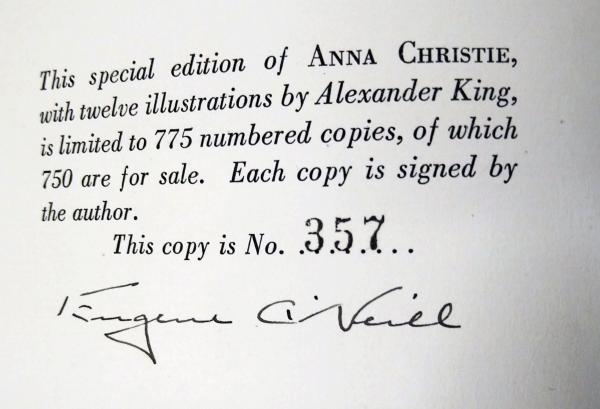 This special edition of ANNA CHRISTIE,
with twelve illustrations by Alexander King,
is limited to 775 numbered copies, of which
750 are for sale. Each copy is signed by
the author.
This copy is No. .357...
Eugene O'Neill